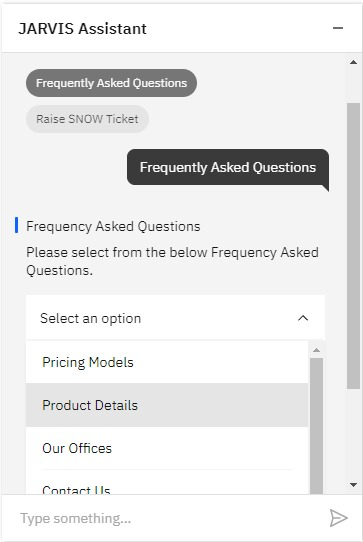 JARVIS Assistant
Frequently Asked Questions
Raise SNOW Ticket
Frequently Asked Questions
Frequency Asked Questions
Please select from the below Frequency Asked
Questions.
Select an option
Pricing Models
Product Details
Our Offices
Contact Us
Type something...